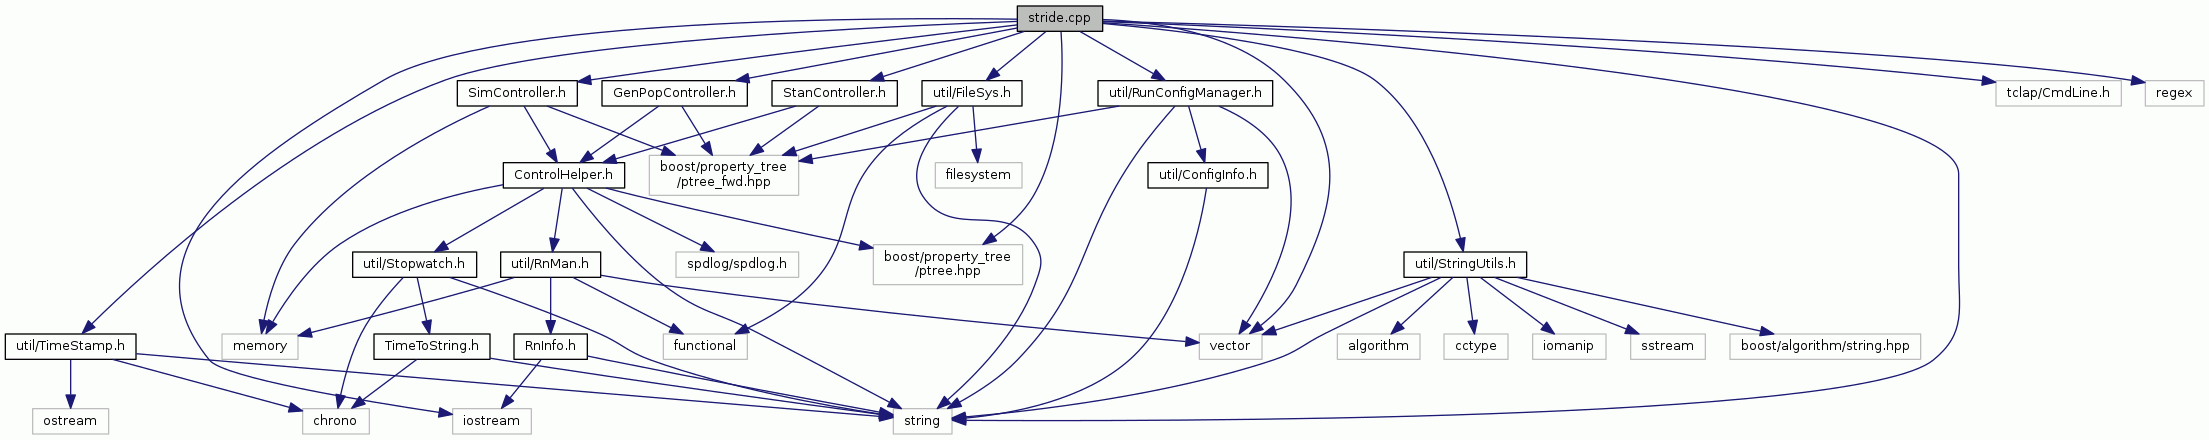 stride.cpp
SimController.h
GenPopController.h
StanController.h
util/FileSys.h
util/RunConfigManager.h
tclap/CmdLine.h
regex
ControlHelper.h
boost/property_tree
/ptree_fwd.hpp
filesystem
util/ConfigInfo.h
util/Stopwatch.h
util/RnMan.h
spdlog/spdlog.h
boost/property_tree
/ptree.hpp
util/StringUtils.h
util/TimeStamp.h
memory
TimeToString.h
RnInfo.h
functional
vector
algorithm
cctype
iomanip
sstream
boost/algorithm/string.hpp
ostream
chrono
iostream
string